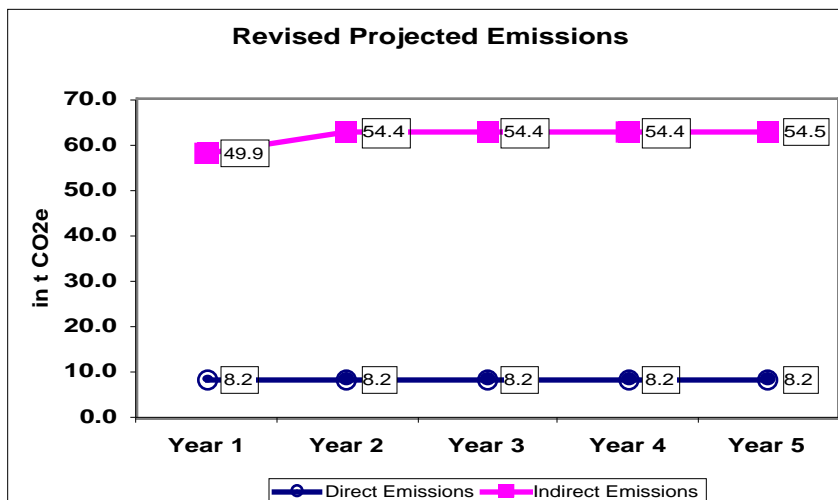 Revised Projected Emissions
in t CO2e
70.0
60.0
50.0
40.0
30.0
20.0
10.0
0.0
49.9 54.4 54.4 54.4 54.5
8.2 8.2 8.2 8.2 8.2
Year 1 Year 2 Year 3 Year 4 Year 5
Direct Emissions Indirect Emissions